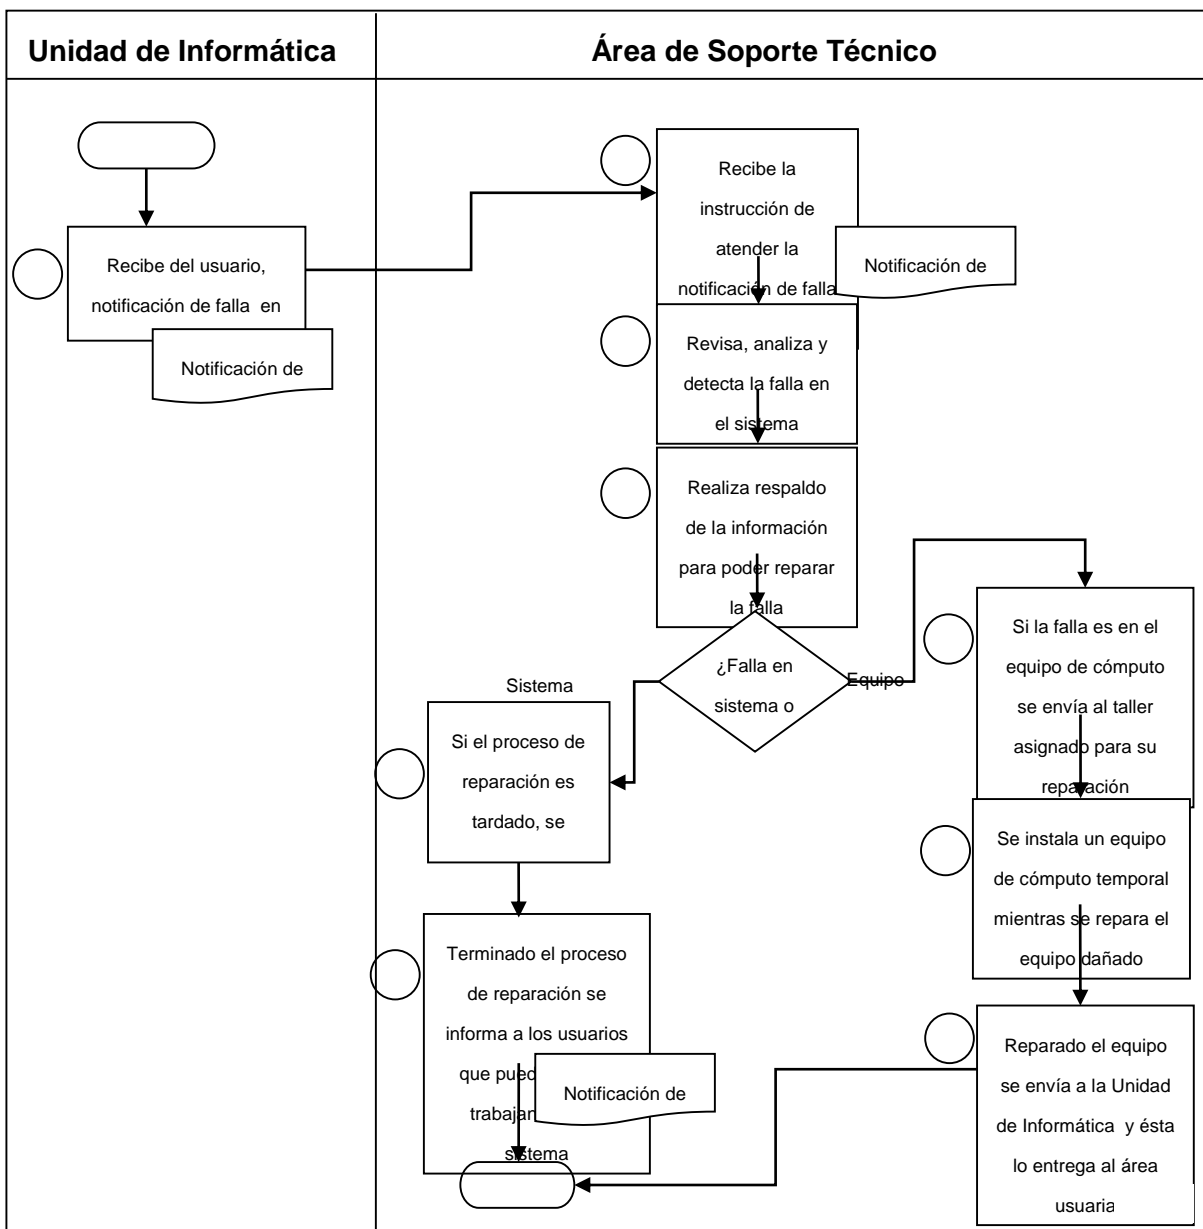 Unidad de Informática
Área de Soporte Técnico
Recibe del usuario,
notificación de falla en
Notificación de
Recibe la
instrucción de
atender la
notificación de falla
Notificación de
Revisa, analiza y
detecta la falla en
el sistema
Realiza respaldo
de la información
para poder reparar
la falla
¿Falla en
sistema o
Sistema
Equipo
Si el proceso de
reparación es
tardado, se
Terminado el proceso
de reparación se
informa a los usuarios
que
sistema
Notificación de
Si la falla es en el
equipo de cómputo
se envía al taller
asignado para su
reparación
Se instala un equipo
de cómputo temporal
mientras se repara el
equipo dañado
Reparado el equipo
se envía a la Unidad
de Informática y ésta
lo entrega al área
usuaria